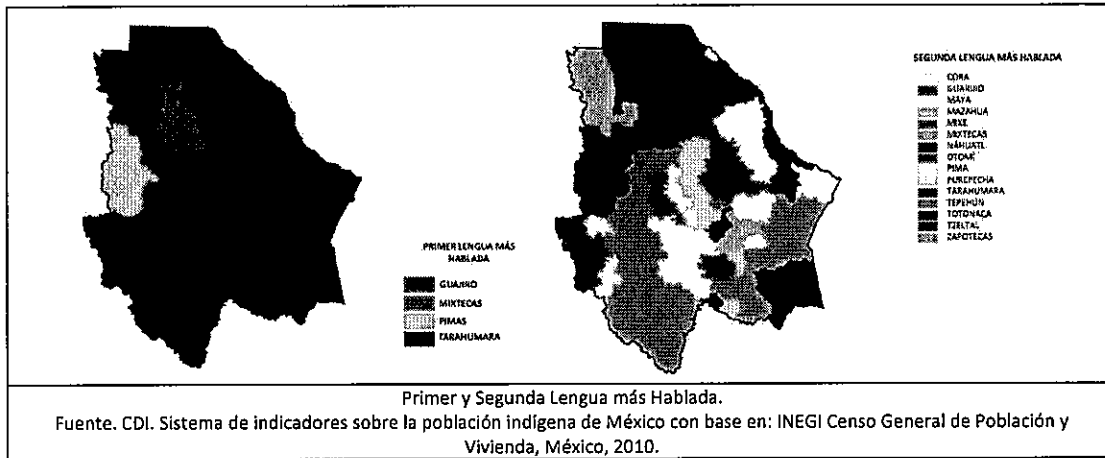 SEGUNDA LENGUA MÁS HABLADA
CORA
GUARIJIO
MAYA
MAZAHUA
MIXE
MIXTECAS
NÁHUATL
OTOMÍ
PIMA
PUREPECHA
TARAHUMARA
TEPEHUN
TOTONACA
TZELTAL
ZAPOTECAS
PRIMER LENGUA MÁS
HABLADA
MIXTECAS
PIMAS
TARAHUMARA
Primer y Segunda Lengua más Hablada.
Fuente. CDI. Sistema de indicadores sobre la población indígena de México con base en: INEGI Censo General de Población y
Vivienda, México, 2010.